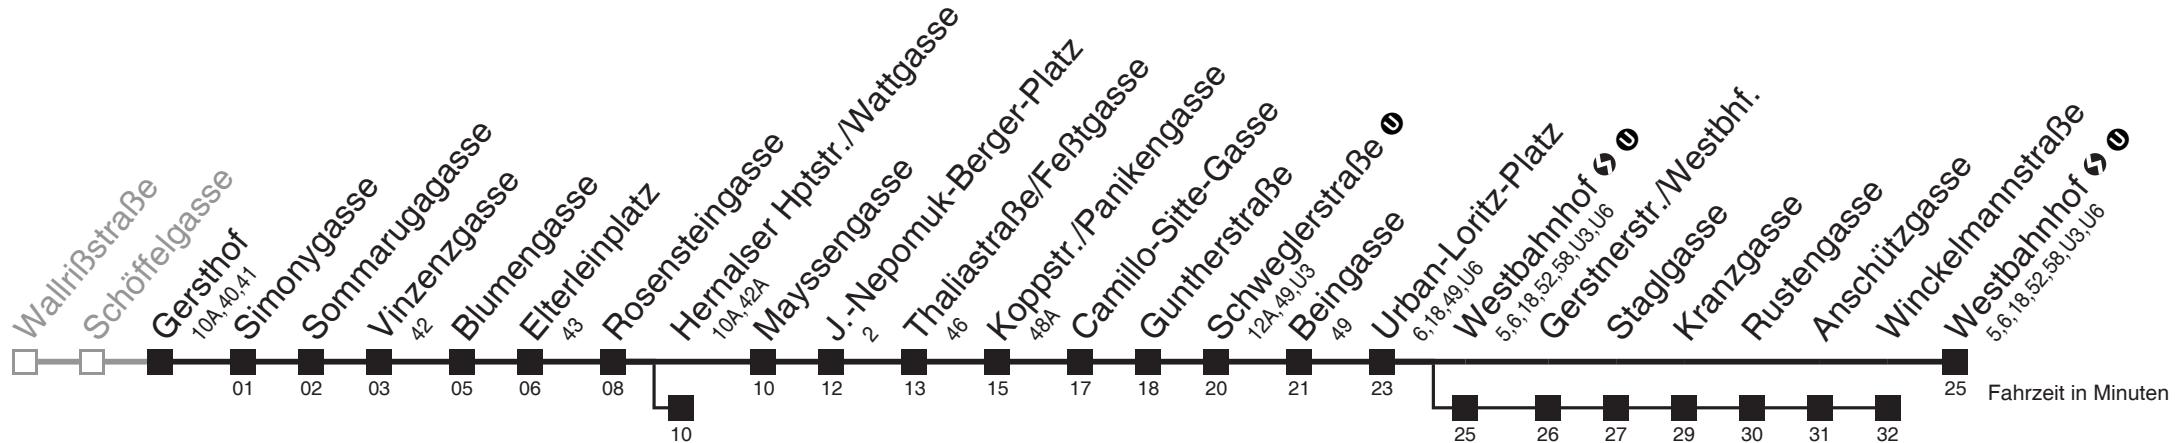 Wallrißstraße
Schöffelgasse
Gersthof
10A,40,41
Simonygasse
Sommarugagasse
Vinzenzgasse
42
Blumengasse
Elterleinplatz
43
Rosensteingasse
Hernalser Hptstr./Wattgasse
10A,42A
Mayssengasse
J.-Nepomuk-Berger-Platz
2
Thaliastraße/Feßtgasse
46
Koppstr./Panikengasse
48A
Camillo-Sitte-Gasse
Guntherstraße
Schweglerstraße U
12A,49,U3
Beingasse
49
Urban-Loritz-Platz
6,18,49,U6
Westbahnhof U
5,6,18,52,58,U3,U6
Gerstnerstr./Westbhf.
Staglgasse
Kranzgasse
Rustengasse
Anschützgasse
Winckelmannstraße
Westbahnhof U
5,6,18,52,58,U3,U6
01 02 03 05 06 08 10 12 13 15 17 18 20 21 23 25 Fahrzeit in Minuten
10 25 26 27 29 30 31 32